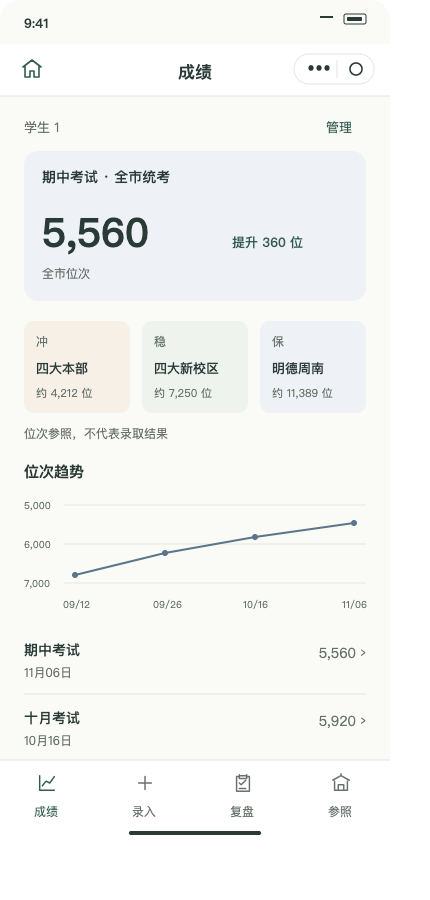 9:41
成绩
学生 1
管理
期中考试 · 全市统考
5,560
提升 360 位
全市位次
冲
四大本部
约 4,212 位
稳
四大新校区
约 7,250 位
保
明德周南
约 11,389 位
位次参照，不代表录取结果
位次趋势
5,000
6,000
7,000
09/12
09/26
10/16
11/06
期中考试
5,560 >
11月06日
十月考试
5,920 >
10月16日
成绩
录入
复盘
参照